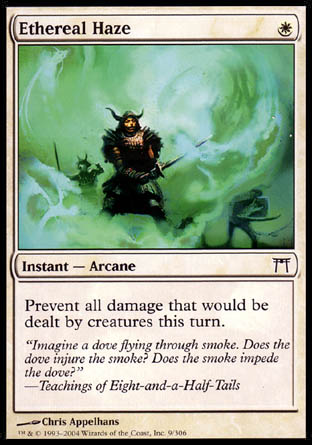 Ethereal Haze
Instant — Arcane
Prevent all damage that would be
dealt by creatures this turn.
"Imagine a dove flying through smoke. Does the
dove injure the smoke? Does the smoke impede
the dove?"
—Teachings of Eight-and-a-Half-Tails
Chris Appelhans
™ & © 1993–2004 Wizards of the Coast, Inc. 9/306